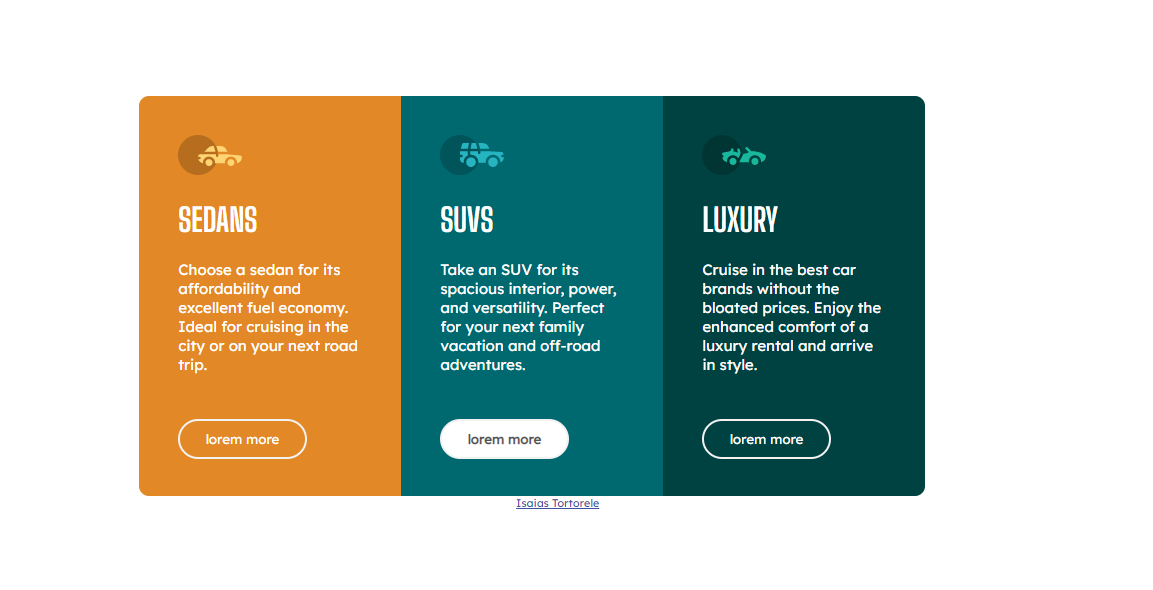 SEDANS
Choose a sedan for its
affordability and
excellent fuel economy.
Ideal for cruising in the
city or on your next road
trip.
lorem more
SUVS
Take an SUV for its
spacious interior, power,
and versatility. Perfect
for your next family
vacation and off-road
adventures.
lorem more
LUXURY
Cruise in the best car
brands without the
bloated prices. Enjoy the
enhanced comfort of a
luxury rental and arrive
in style.
lorem more
Isaias Tortorele